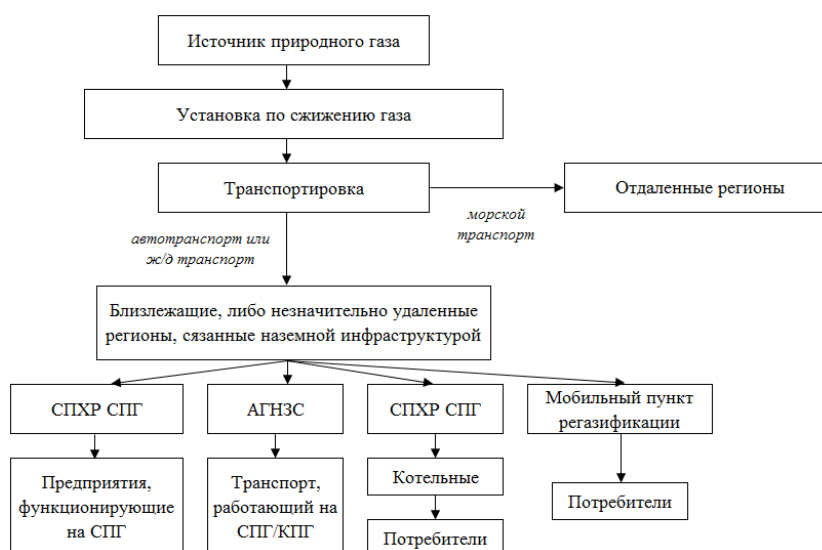 Источник природного газа
Установка по сжижению газа
Транспортировка
Отдаленные регионы
морской
транспорт
автотранспорт или
ж/д транспорт
Близлежащие, либо незначительно удаленные
регионы, сязанные наземной инфраструктурой
СПХР СПГ
АГНЗС
СПХР СПГ
Мобильный пункт
регазификации
Предприятия,
функционирующие
на СПГ
Транспорт,
работающий на
СПГ/КПГ
Котельные
Потребители
Потребители